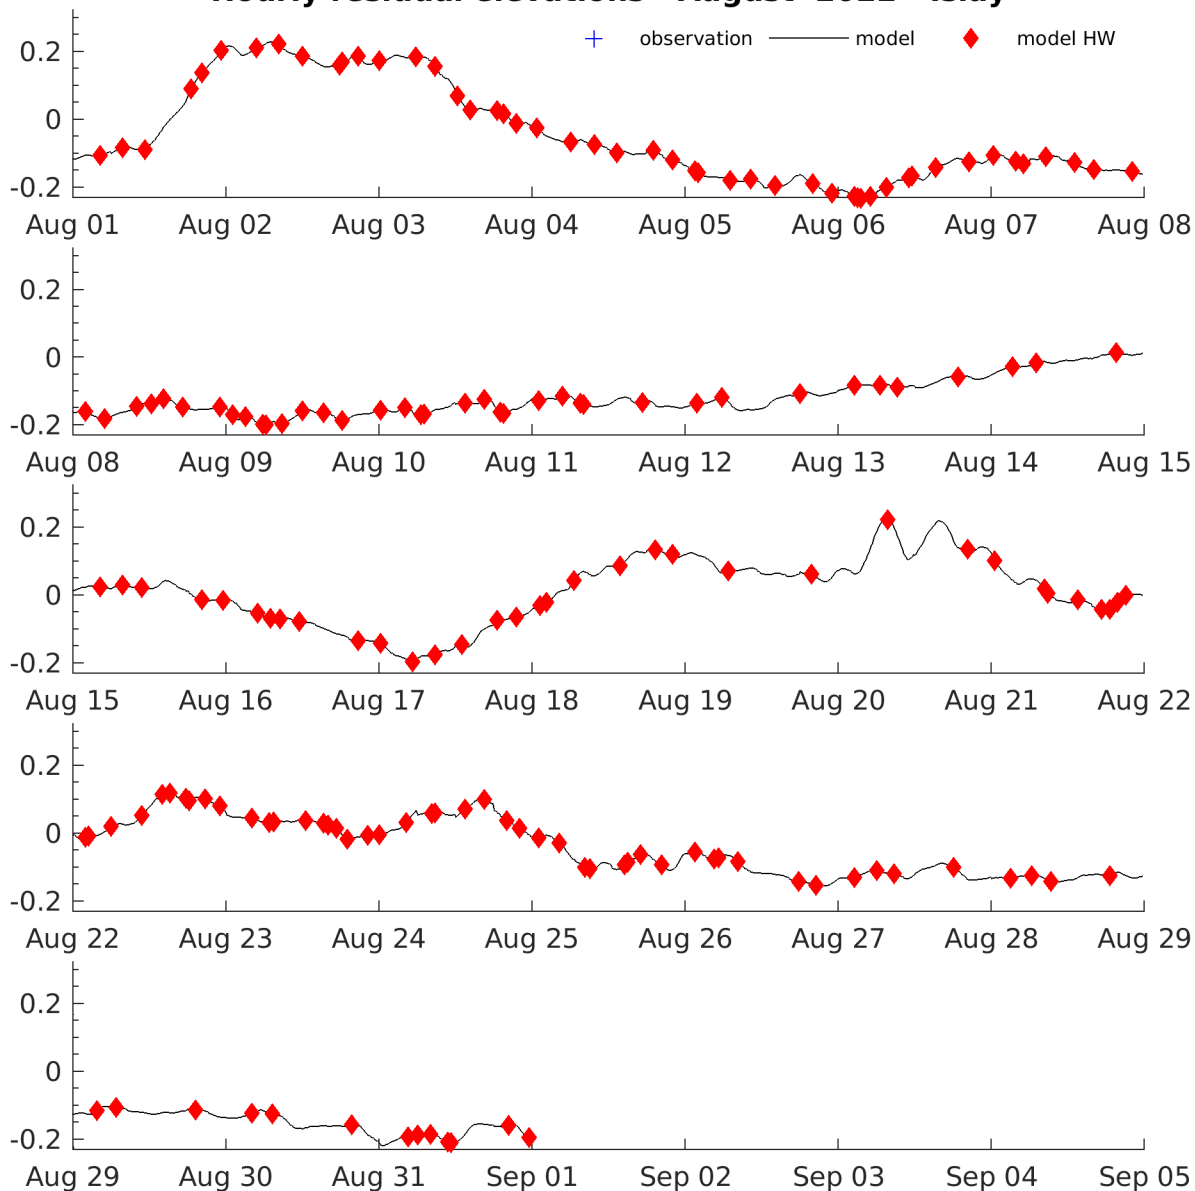 Hourly residual elevations - August - Islay
+ observation model model HW
0.2
0
-0.2
Aug 01 Aug 02 Aug 03 Aug 04 Aug 05 Aug 06 Aug 07 Aug 08
0.2
0
-0.2
Aug 08 Aug 09 Aug 10 Aug 11 Aug 12 Aug 13 Aug 14 Aug 15
0.2
0
-0.2
Aug 15 Aug 16 Aug 17 Aug 18 Aug 19 Aug 20 Aug 21 Aug 22
0.2
0
-0.2
Aug 22 Aug 23 Aug 24 Aug 25 Aug 26 Aug 27 Aug 28 Aug 29
0.2
0
-0.2
Aug 29 Aug 30 Aug 31 Sep 01 Sep 02 Sep 03 Sep 04 Sep 05